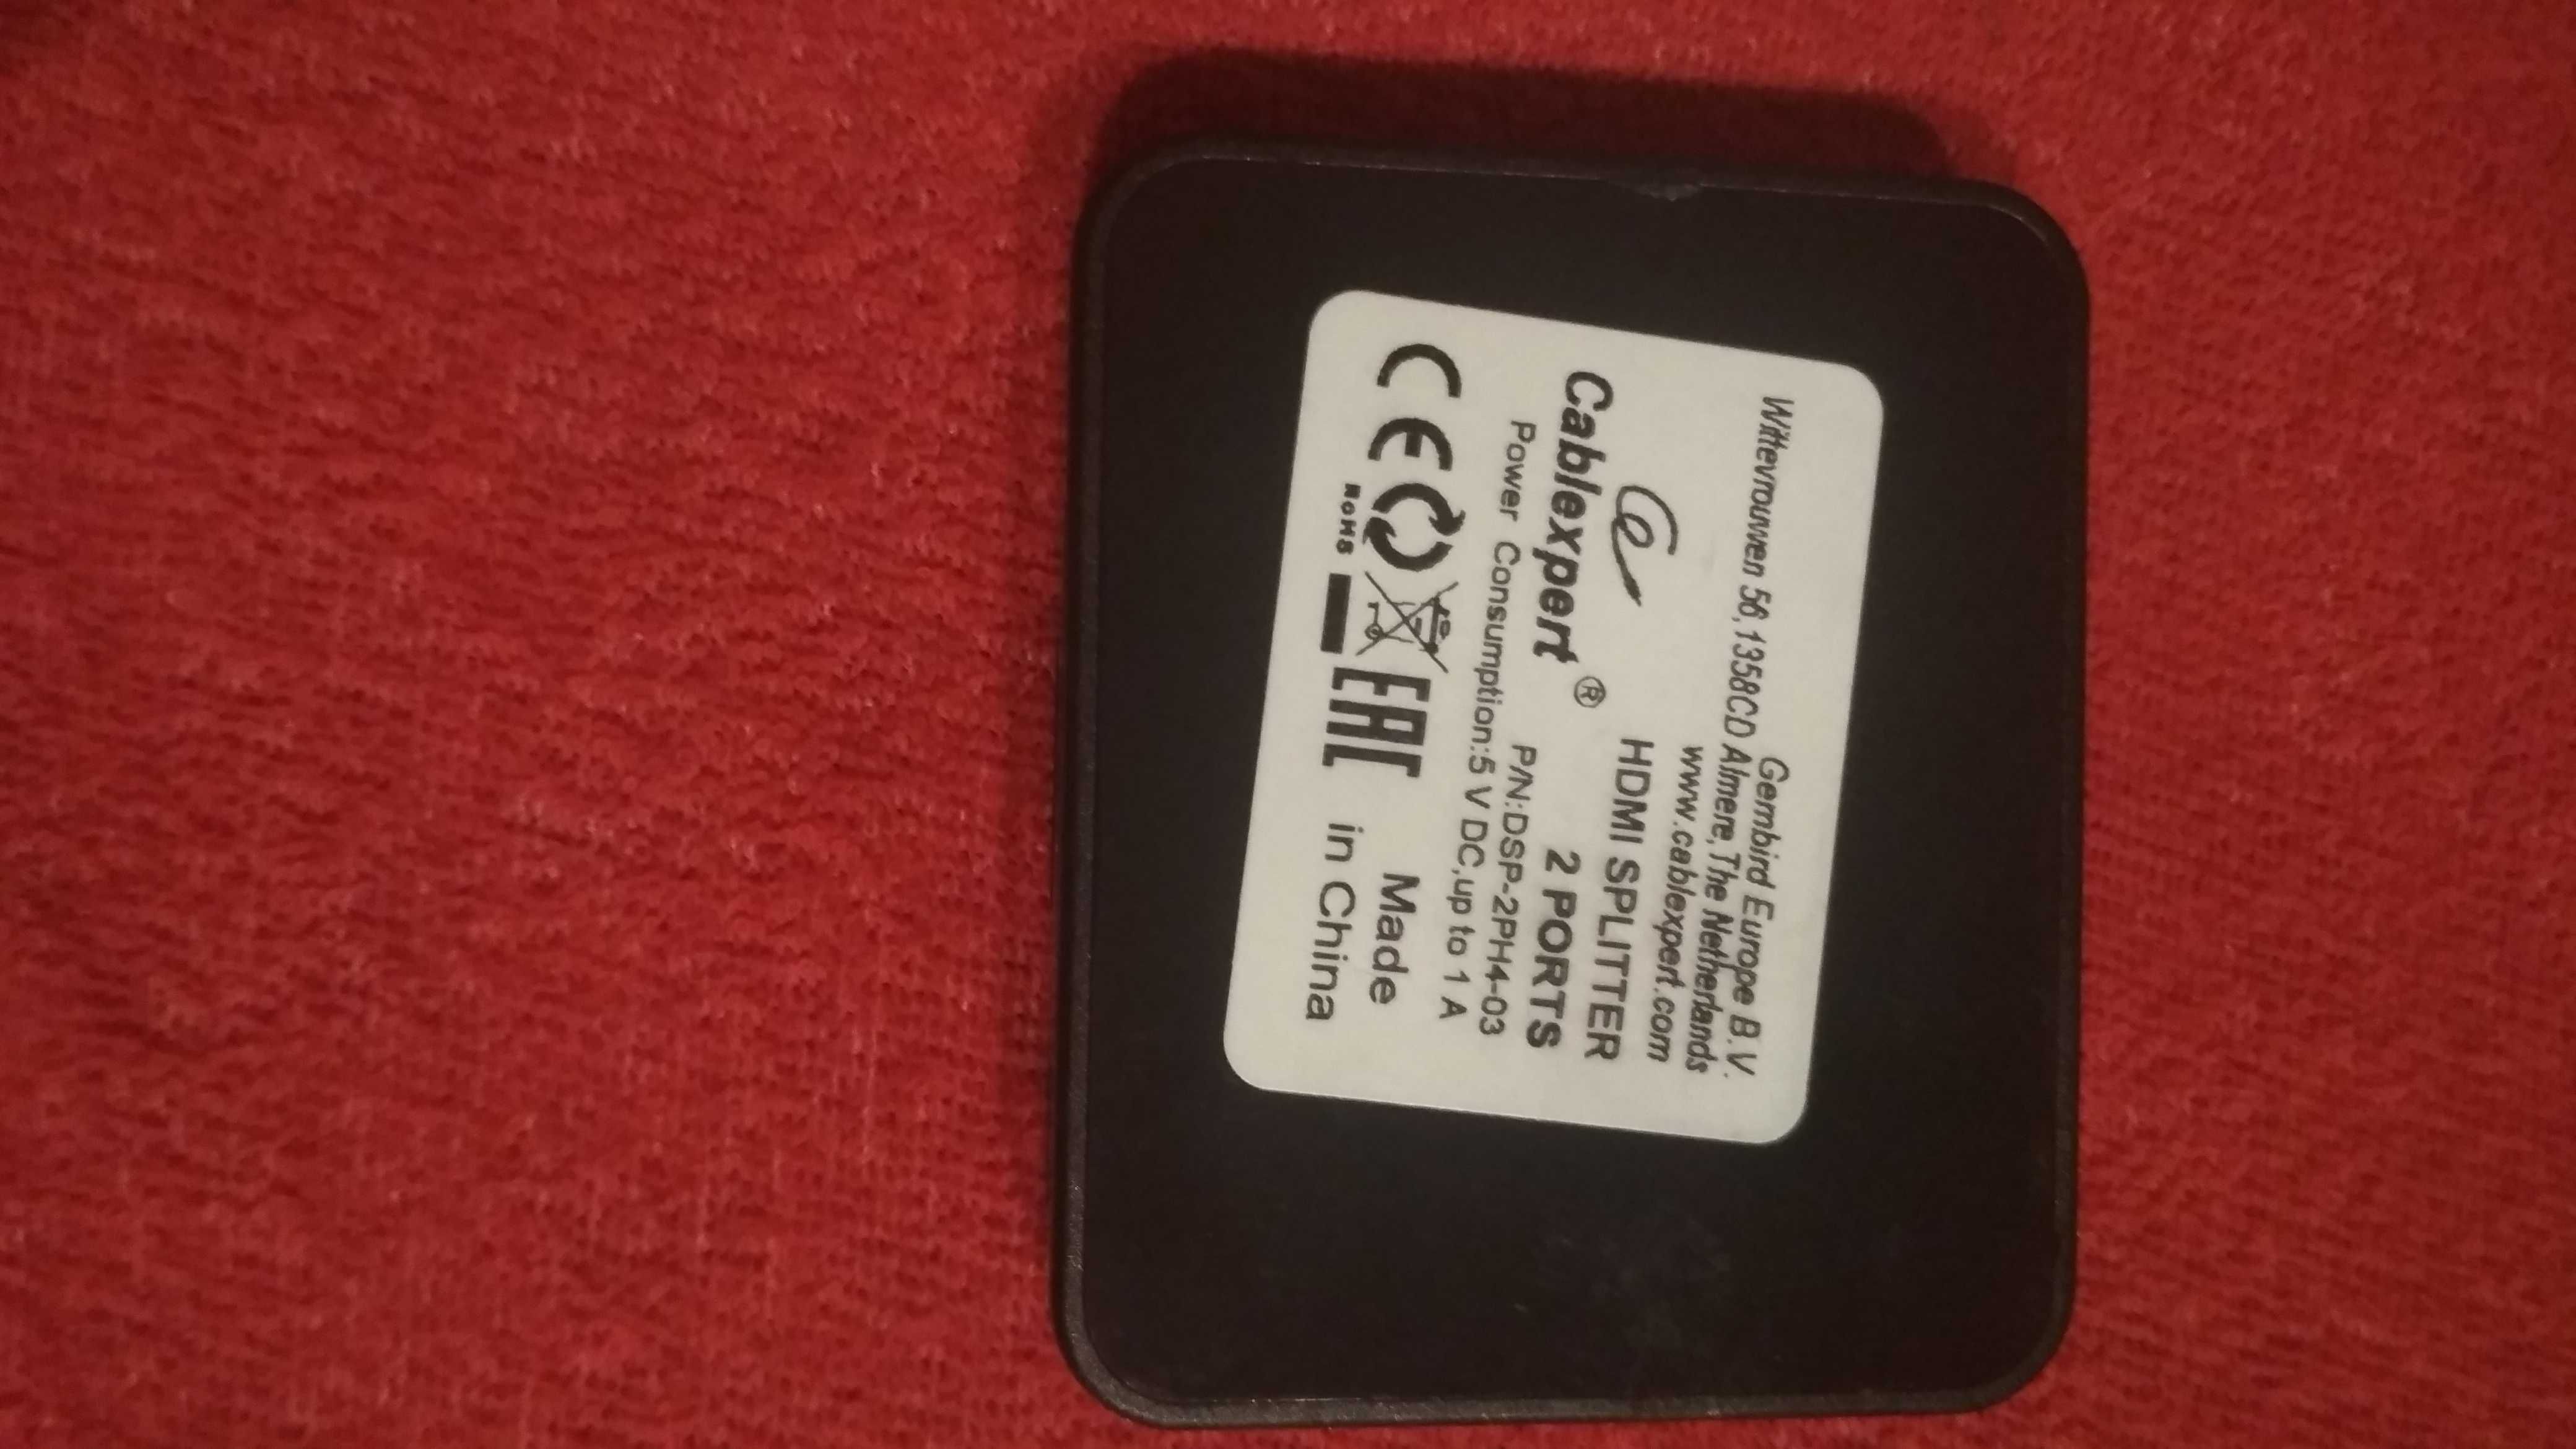 Gembird Europe B.V.
Wittevrouwen 56,1358CD Almere,The Netherlands
www.cablexpert.com
e
HDMI SPLITTER
Cablexpert ®
2 PORTS
P/N:DSP-2PH4-03
Power Consumption:5 V DC,up to 1 A
CE
RoHS
EAC
Made
in China